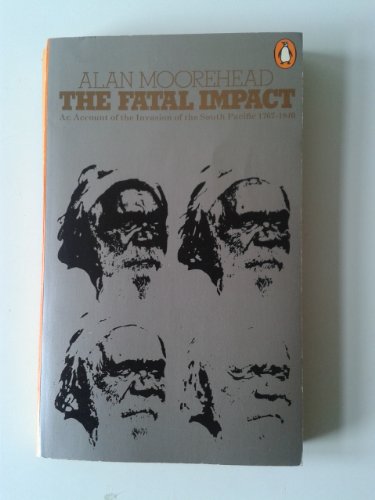 ALAN MOOREHEAD
THE FATAL IMPACT
An Account of the Invasion of the South Pacific 1767-1840